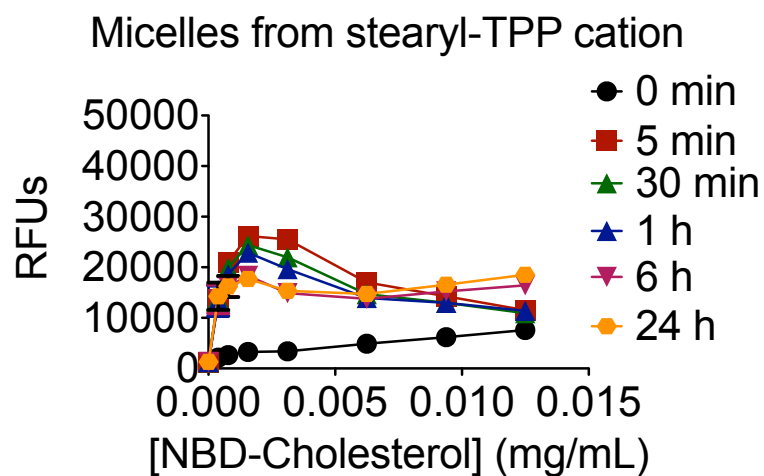 Micelles from stearyl-TPP cation
RFUs
50000
40000
30000
20000
10000
0
0.000 0.005 0.010 0.015
[NBD-Cholesterol] (mg/mL)
0 min
5 min
30 min
1 h
6 h
24 h